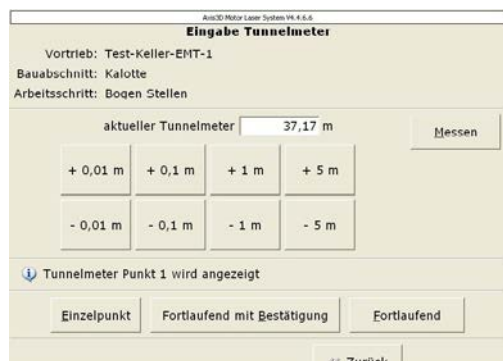 Axis3D Motor Laser System V4.4.6.6
Eingabe Tunnelmeter
Vortrieb: Test-Keller-EMT-1
Bauabschnitt: Kalotte
Arbeitsschritt: Bogen Stellen
aktueller Tunnelmeter 37,17 m
Messen
+ 0,01 m + 0,1 m + 1 m + 5 m
- 0,01 m - 0,1 m - 1 m - 5 m
Tunnelmeter Punkt 1 wird angezeigt
Einzelpunkt Fortlaufend mit Bestätigung Fortlaufend
Zurück